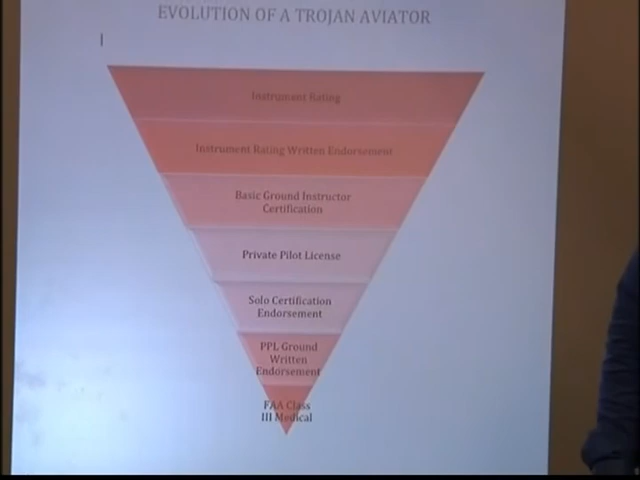 EVOLUTION OF A TROJAN AVIATOR
Instrument Rating
Instrument Rating Written Endorsement
Basic Ground Instructor
Certification
Private Pilot License
Solo Certification
Endorsement
PPL Ground
Written
Endorsement
FAA Class
III Medical